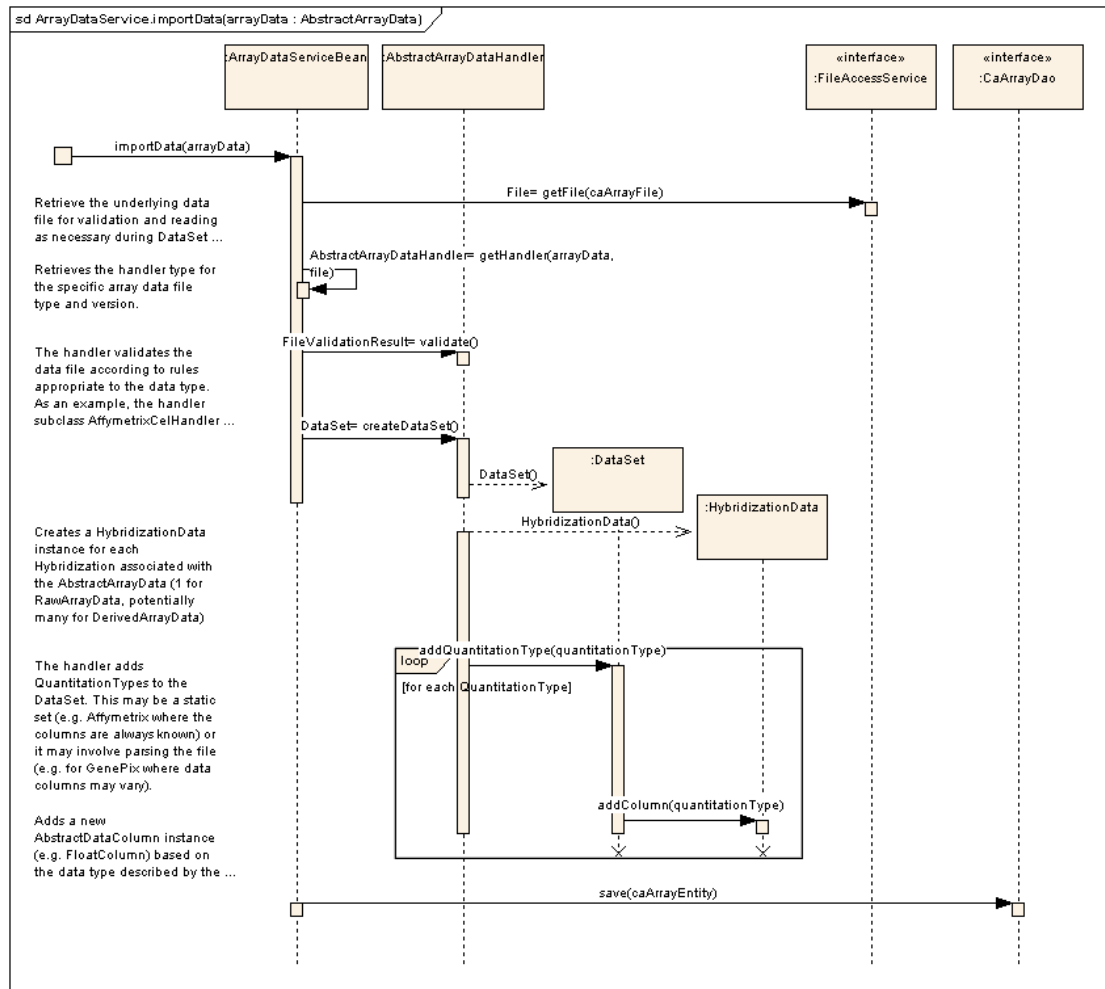 sd ArrayDataService.importData(arrayData : AbstractArrayData)
:ArrayDataServiceBean
:AbstractArrayDataHandler
«interface»
:FileAccessService
«interface»
:CaArrayDao
importData(arrayData)
File= getFile(caArrayFile)
Retrieve the underlying data
file for validation and reading
as necessary during DataSet ...
AbstractArrayDataHandler= getHandler(arrayData,
file)
Retrieves the handler type for
the specific array data file
type and version.
FileValidationResult= validate()
The handler validates the
data file according to rules
appropriate to the data type.
As an example, the handler
subclass AffymetrixCelHandler ...
DataSet= createDataSet()
:DataSet
DataSet()
:HybridizationData
HybridizationData()
Creates a HybridizationData
instance for each
Hybridization associated with
the AbstractArrayData (1 for
RawArrayData, potentially
many for DerivedArrayData)
addQuantitationType(quantitationType)
loop
[for each QuantitationType]
The handler adds
QuantitationTypes to the
DataSet. This may be a static
set (e.g. Affymetrix where the
columns are always known) or
it may involve parsing the file
(e.g. for GenePix where data
columns may vary).
addColumn(quantitationType)
Adds a new
AbstractDataColumn instance
(e.g. FloatColumn) based on
the data type described by the ...
save(caArrayEntity)